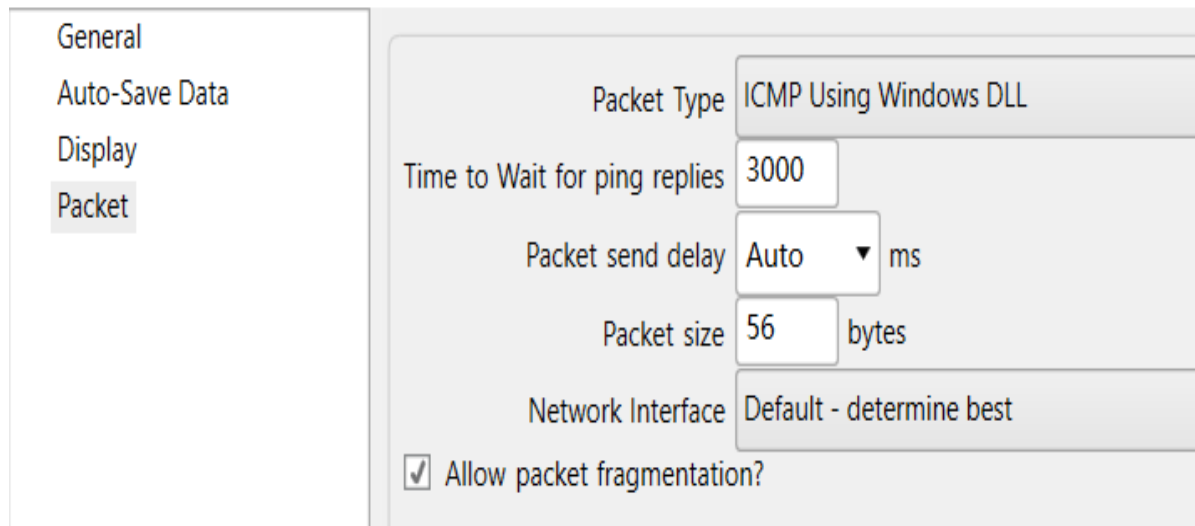 General
Auto-Save Data
Display
Packet
Packet Type ICMP Using Windows DLL
Time to Wait for ping replies 3000
Packet send delay Auto ms
Packet size 56 bytes
Network Interface Default - determine best
Allow packet fragmentation?